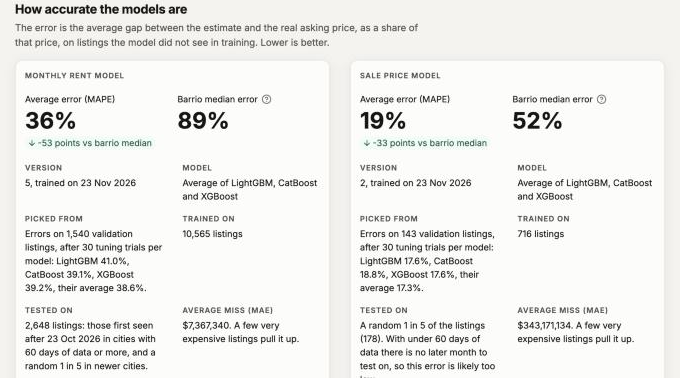 How accurate the models are
The error is the average gap between the estimate and the real asking price, as a share of
that price, on listings the model did not see in training. Lower is better.
MONTHLY RENT MODEL
Average error (MAPE)
Barrio median error ?
36%
89%
↓ -53 points vs barrio median
VERSION
MODEL
5, trained on 23 Nov 2026
Average of LightGBM, CatBoost
and XGBoost
PICKED FROM
TRAINED ON
Errors on 1,540 validation
listings, after 30 tuning trials per
model: LightGBM 41.0%,
CatBoost 39.1%, XGBoost
39.2%, their average 38.6%.
10,565 listings
TESTED ON
AVERAGE MISS (MAE)
2,648 listings: those first seen
after 23 Oct 2026 in cities with
60 days of data or more, and a
random 1 in 5 in newer cities.
$7,367,340. A few very
expensive listings pull it up.
SALE PRICE MODEL
Average error (MAPE)
Barrio median error ?
19%
52%
↓ -33 points vs barrio median
VERSION
MODEL
2, trained on 23 Nov 2026
Average of LightGBM, CatBoost
and XGBoost
PICKED FROM
TRAINED ON
Errors on 143 validation listings,
after 30 tuning trials per model:
LightGBM 17.6%, CatBoost
18.8%, XGBoost 17.6%, their
average 17.3%.
716 listings
TESTED ON
AVERAGE MISS (MAE)
A random 1 in 5 of the listings
(178). With under 60 days of
data there is no later month to
test on, so this error is likely too
$343,171,134. A few very
expensive listings pull it up.